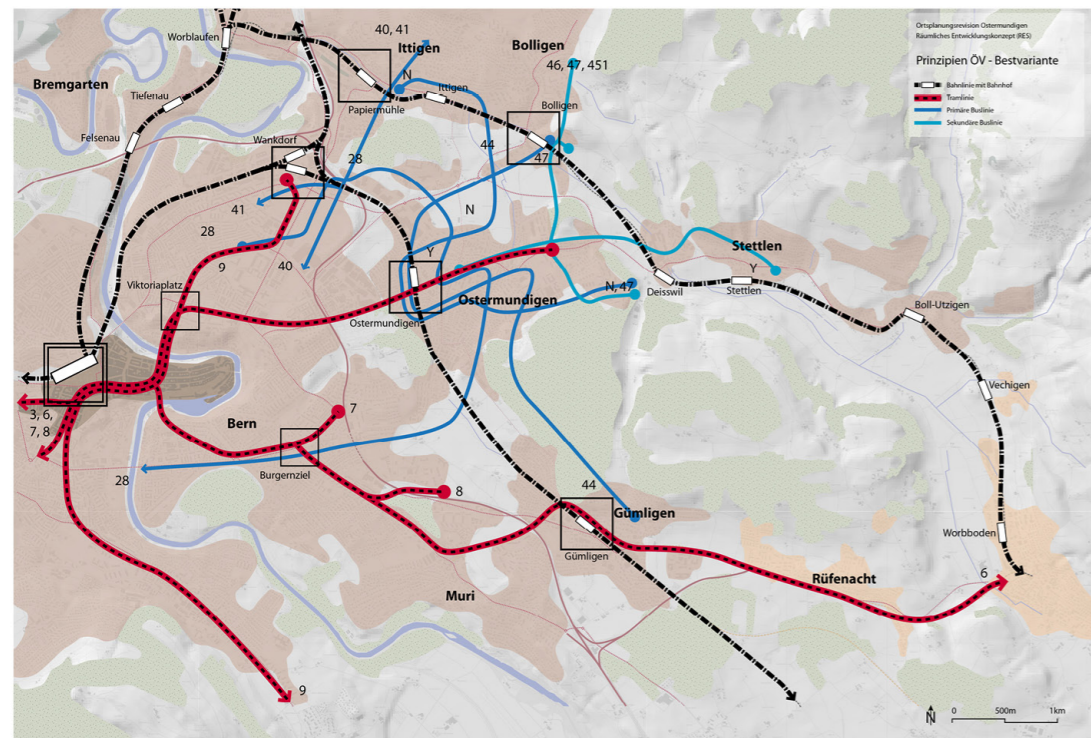 Ortsplanungsrevision Ostermundigen
Räumliches Entwicklungskonzept (RES)
Prinzipien ÖV - Bestvariante
Bahnlinie mit Bahnhof
Tramlinie
Primäre Buslinie
Sekundäre Buslinie
Worblaufen
40, 41
Ittigen
Bolligen
46, 47, 451
N
Bremgarten
Tiefenau
Papiermühle
Ittigen
Bolligen
Felsenau
Wankdorf
28
44
47
41
N
28
9
40
Y
Stettlen
Y
Viktoriaplatz
Ostermundigen
Ostermundigen
N, 47
Deisswil
Stettlen
Boll-Utzigen
Vechigen
3, 6,
7, 8
Bern
7
Burgernziel
28
8
44
Gümligen
Gümligen
Worbboden
Muri
Rüfenacht
6
9
N
0
500m
1km